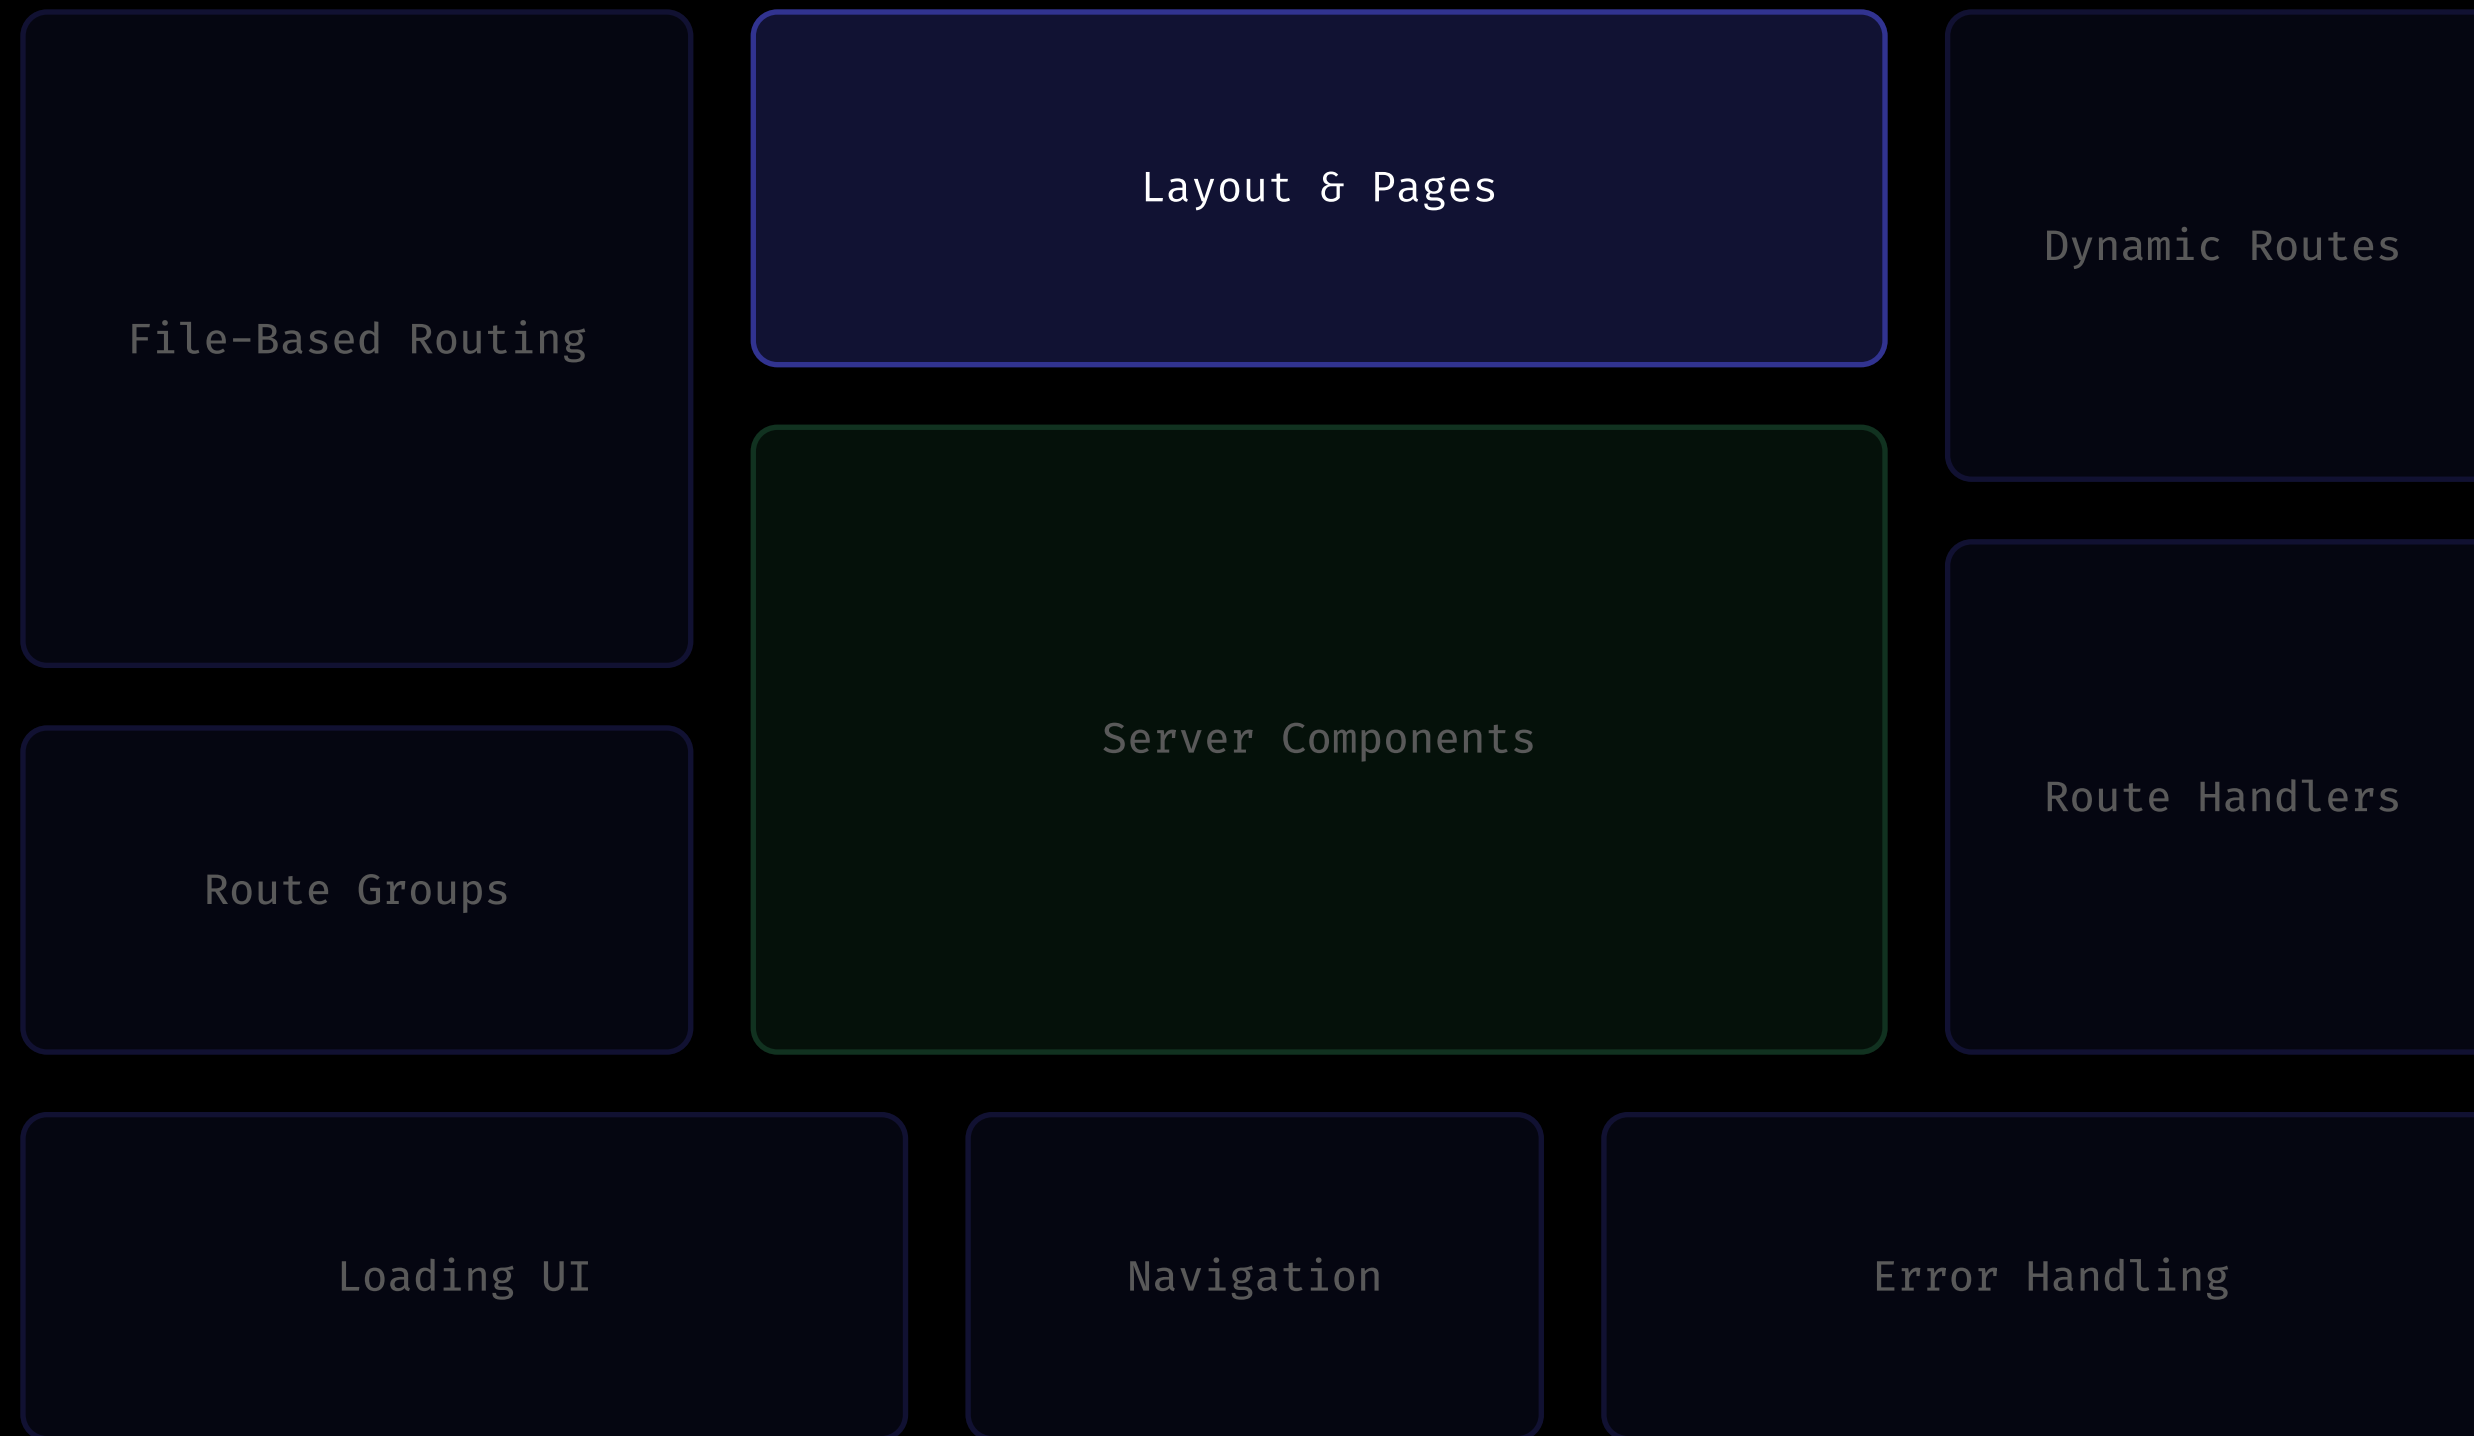 Layout & Pages
Dynamic Routes
File-Based Routing
Server Components
Route Handlers
Route Groups
Loading UI
Navigation
Error Handling